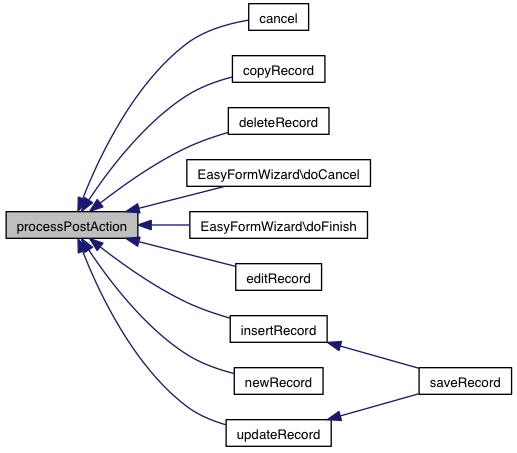 cancel
copyRecord
deleteRecord
EasyFormWizard\doCancel
processPostAction
EasyFormWizard\doFinish
editRecord
insertRecord
newRecord
saveRecord
updateRecord